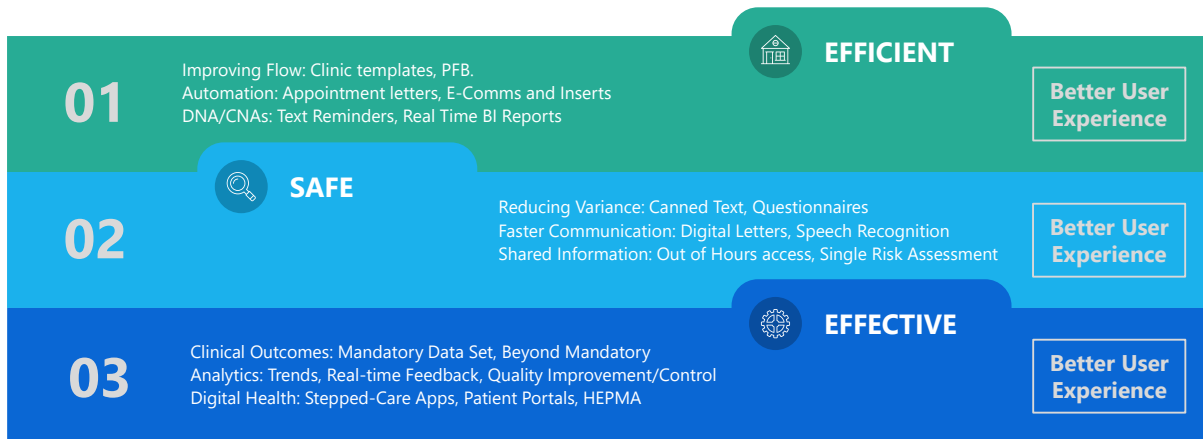 EFFICIENT
01
Improving Flow: Clinic templates, PFB.
Automation: Appointment letters, E-Comms and Inserts
DNA/CNAs: Text Reminders, Real Time BI Reports
Better User
Experience
SAFE
02
Reducing Variance: Canned Text, Questionnaires
Faster Communication: Digital Letters, Speech Recognition
Shared Information: Out of Hours access, Single Risk Assessment
Better User
Experience
EFFECTIVE
03
Clinical Outcomes: Mandatory Data Set, Beyond Mandatory
Analytics: Trends, Real-time Feedback, Quality Improvement/Control
Digital Health: Stepped-Care Apps, Patient Portals, HEPMA
Better User
Experience